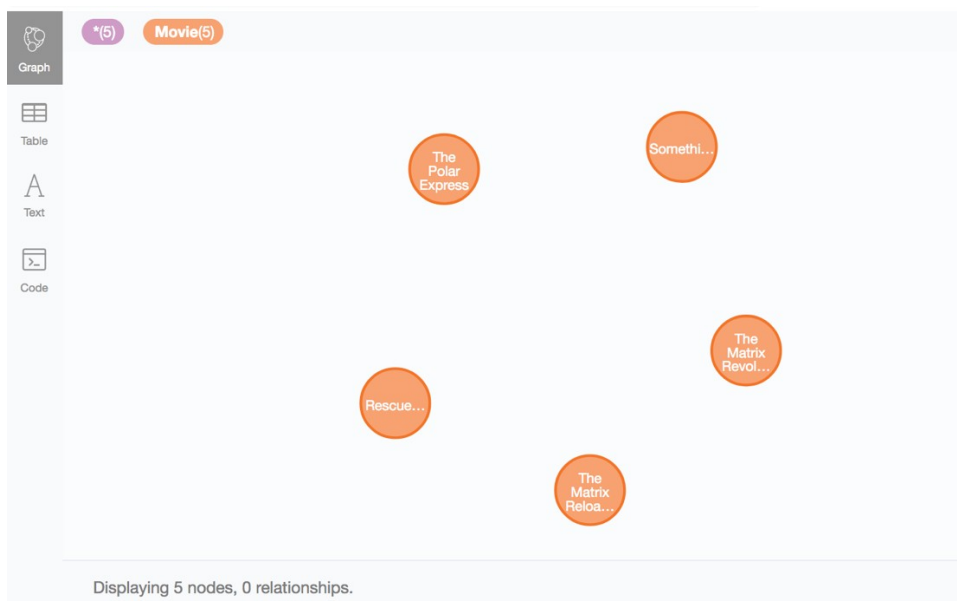 *(5) Movie(5)
Graph
Table
Text
Code
The
Polar
Express
Somethi...
The
Matrix
Revol...
Rescue...
The
Matrix
Reloa...
Displaying 5 nodes, 0 relationships.